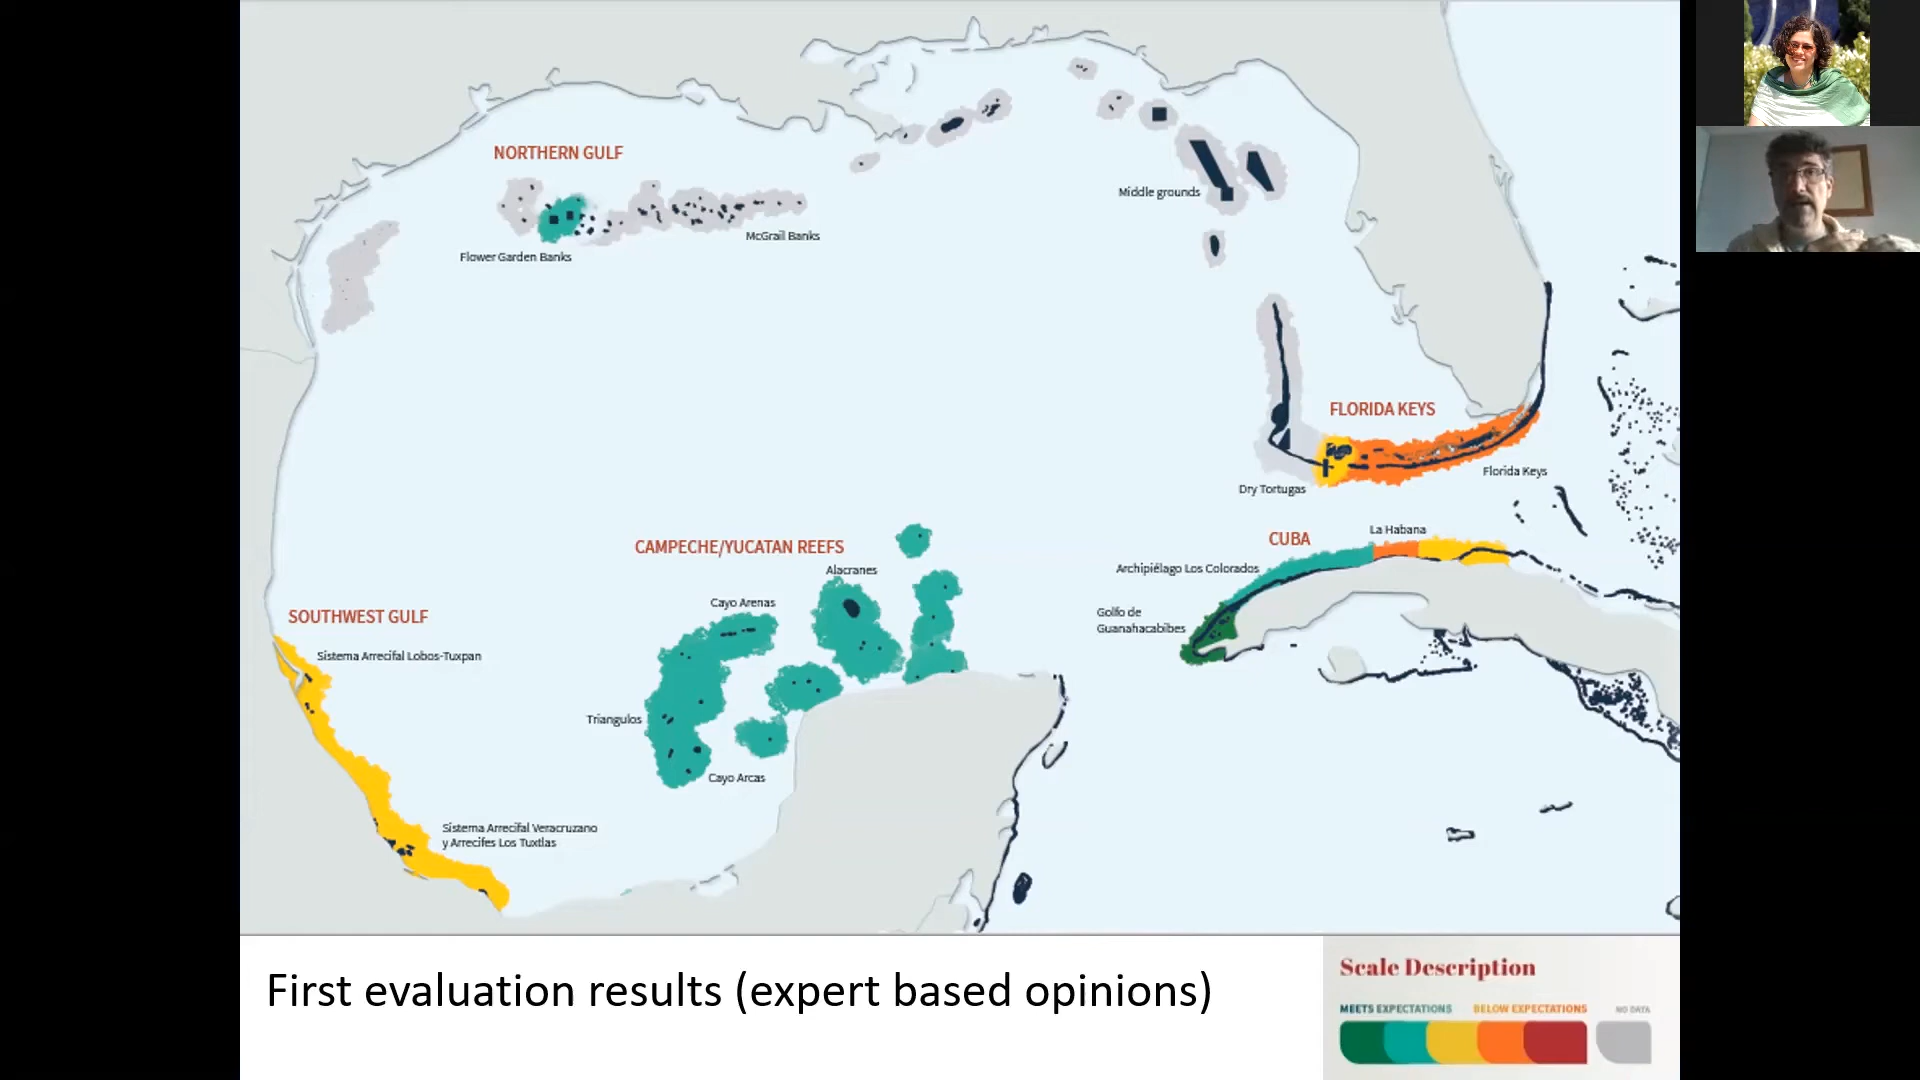 NORTHERN GULF
Flower Garden Banks
McGrail Banks
Middle grounds
FLORIDA KEYS
Florida Keys
Dry Tortugas
CUBA
La Habana
Archipiélago Los Colorados
Golfo de
Guanahacabibes
CAMPECHE/YUCATAN REEFS
Alacranes
Cayo Arenas
Triangulos
Cayo Arcas
SOUTHWEST GULF
Sistema Arrecifal Lobos-Tuxpan
Sistema Arrecifal Veracruzano
y Arrecifes Los Tuxtlas
First evaluation results (expert based opinions)
Scale Description
MEETS EXPECTATIONS
BELOW EXPECTATIONS
NO DATA